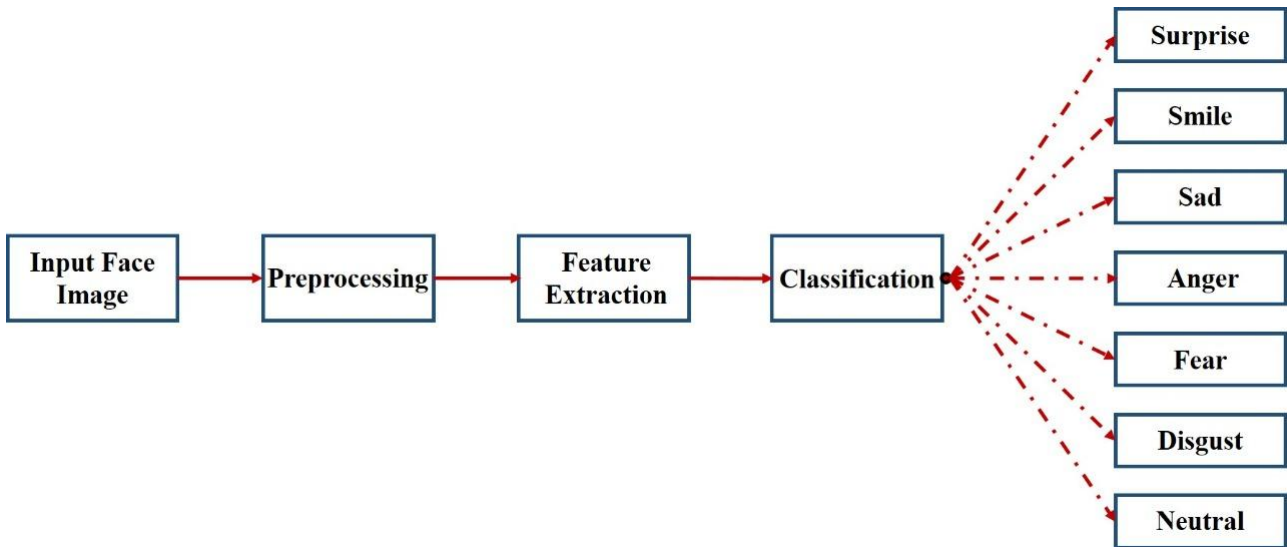 Input Face
Image
Preprocessing
Feature
Extraction
Classification
Surprise
Smile
Sad
Anger
Fear
Disgust
Neutral